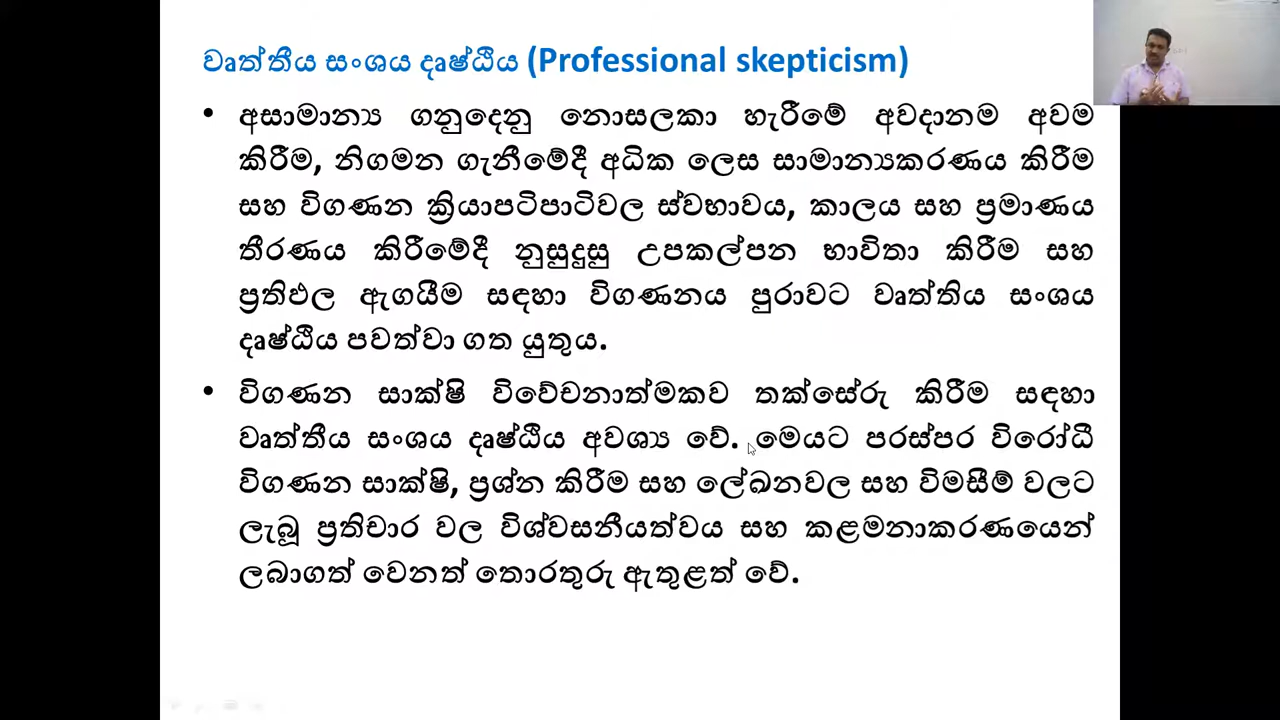 වෘත්තීය සංශය දෘෂ්ඨිය (Professional skepticism)
• අසාමාන්‍ය ගනුදෙනු නොසලකා හැරීමේ අවදානම අවම
කිරීම, නිගමන ගැනීමේදී අධික ලෙස සාමාන්‍යකරණය කිරීම
සහ විගණන ක්‍රියාපටිපාටිවල ස්වභාවය, කාලය සහ ප්‍රමාණය
තීරණය කිරීමේදී නුසුදුසු උපකල්පන භාවිතා කිරීම සහ
ප්‍රතිඵල ඇගයීම සඳහා විගණනය පුරාවට වෘත්තිය සංශය
දෘෂ්ඨිය පවත්වා ගත යුතුය.
• විගණන සාක්ෂි විවේචනාත්මකව තක්සේරු කිරීම සඳහා
වෘත්තීය සංශය දෘෂ්ඨිය අවශ්‍ය වේ. මෙයට පරස්පර විරෝධී
විගණන සාක්ෂි, ප්‍රශ්න කිරීම සහ ලේඛනවල සහ විමසීම් වලට
ලැබූ ප්‍රතිචාර වල විශ්වසනීයත්වය සහ කළමනාකරණයෙන්
ලබාගත් වෙනත් තොරතුරු ඇතුළත් වේ.